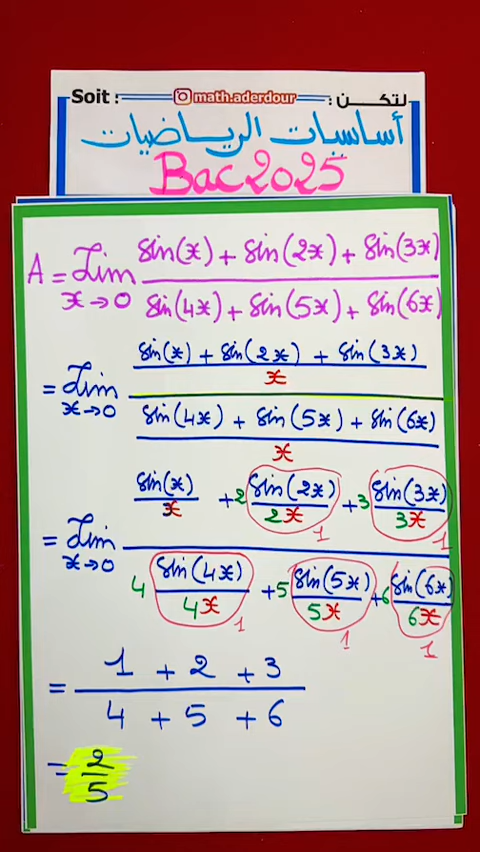 Soit : math.aderdour لتكن :
أساسيات الرياضيات
Bac 2025
A = Lim x→0 (sin(x) + sin(2x) + sin(3x)) / (sin(4x) + sin(5x) + sin(6x))
= Lim x→0 ((sin(x) + sin(2x) + sin(3x)) / x) / ((sin(4x) + sin(5x) + sin(6x)) / x)
= Lim x→0 (sin(x)/x + 2 sin(2x)/2x 1 + 3 sin(3x)/3x 1) / (4 sin(4x)/4x 1 + 5 sin(5x)/5x 1 + 6 sin(6x)/6x 1)
= (1 + 2 + 3) / (4 + 5 + 6)
= 2/5